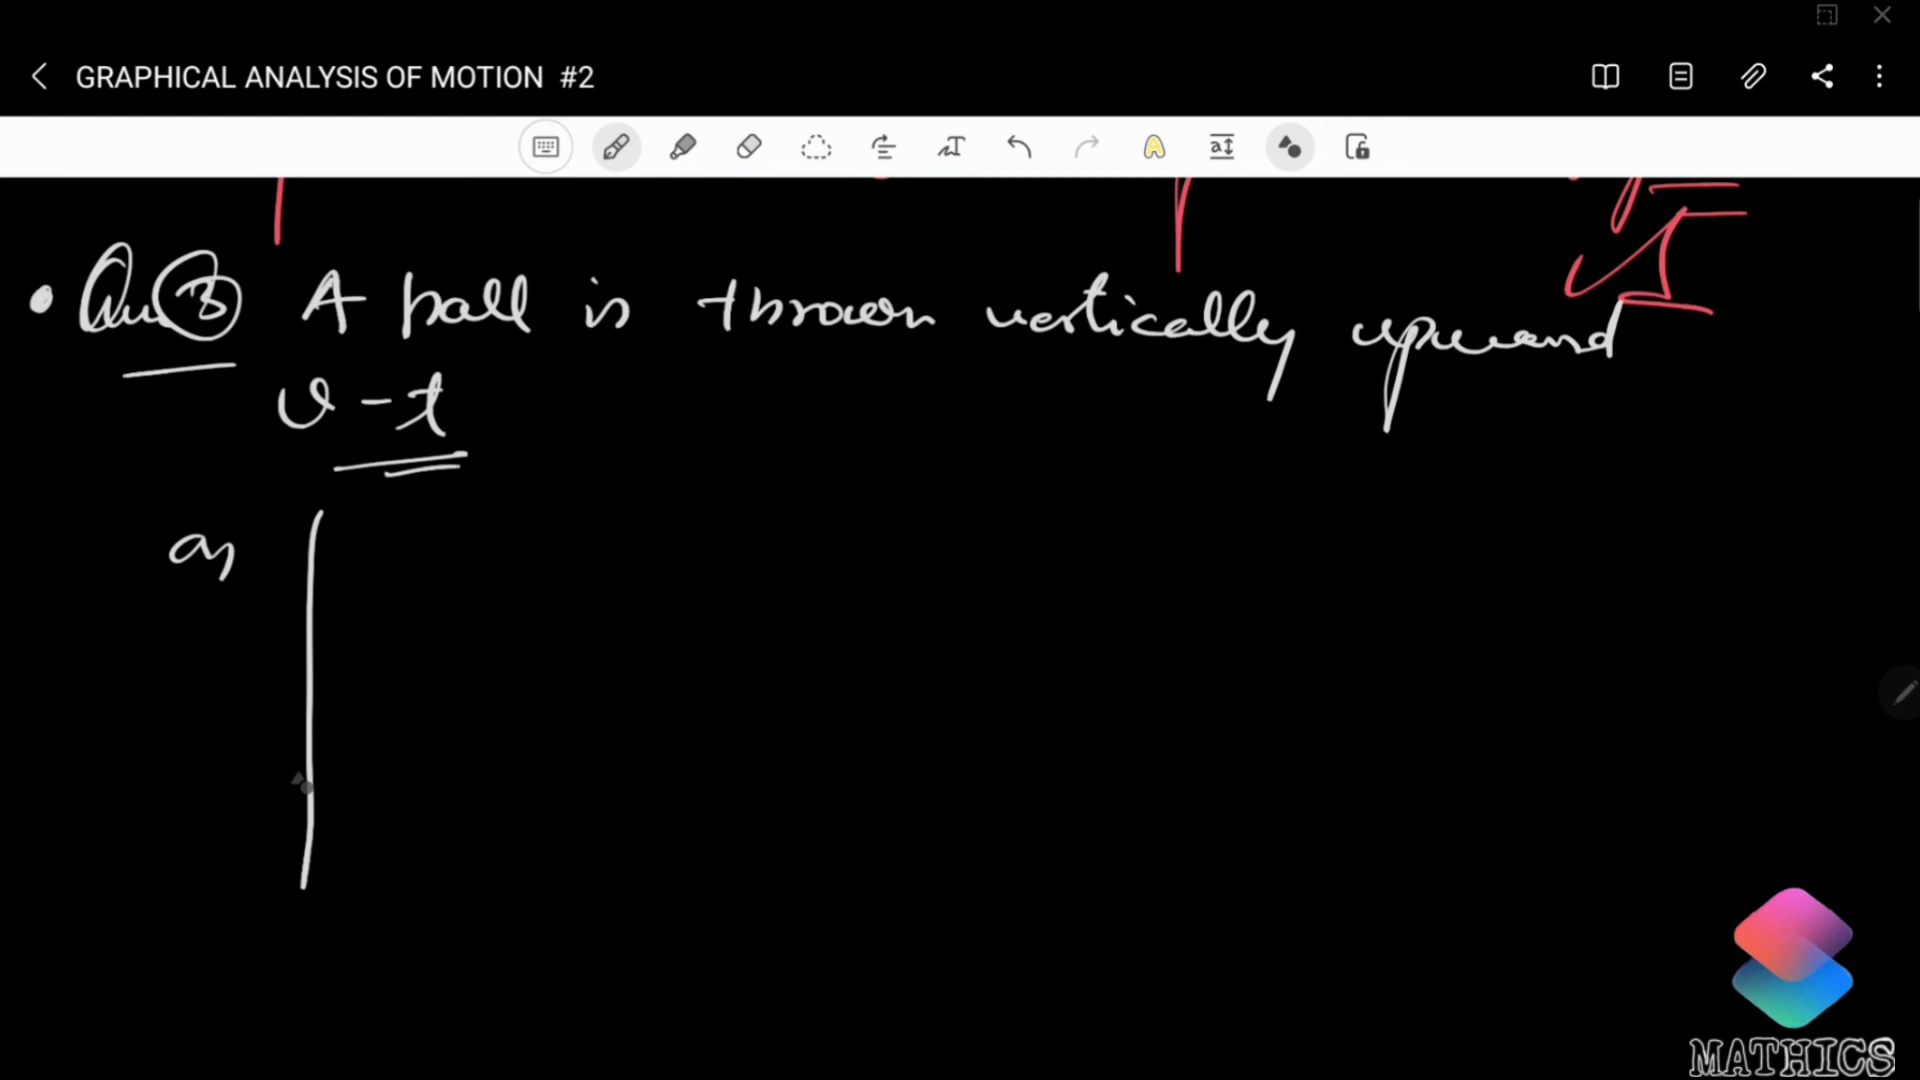 GRAPHICAL ANALYSIS OF MOTION #2
• Qu ③ A ball is thrown vertically upward
v - t
a)
MATHICS